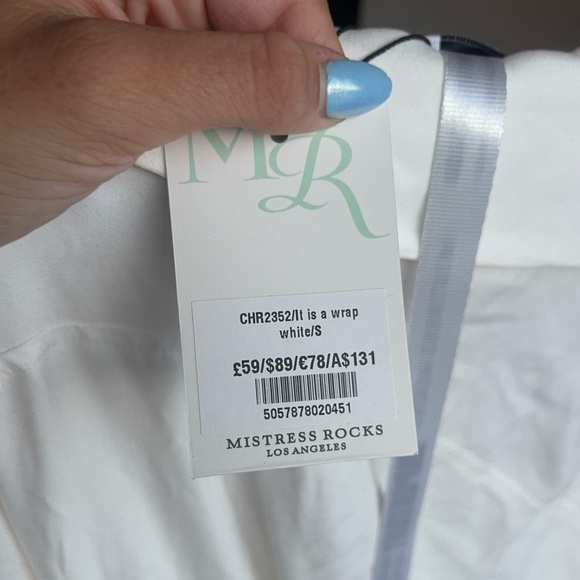 MR
CHR2352/It is a wrap
white/S
£59/$89/€78/A$131
5057878020451
MISTRESS ROCKS
LOS ANGELES